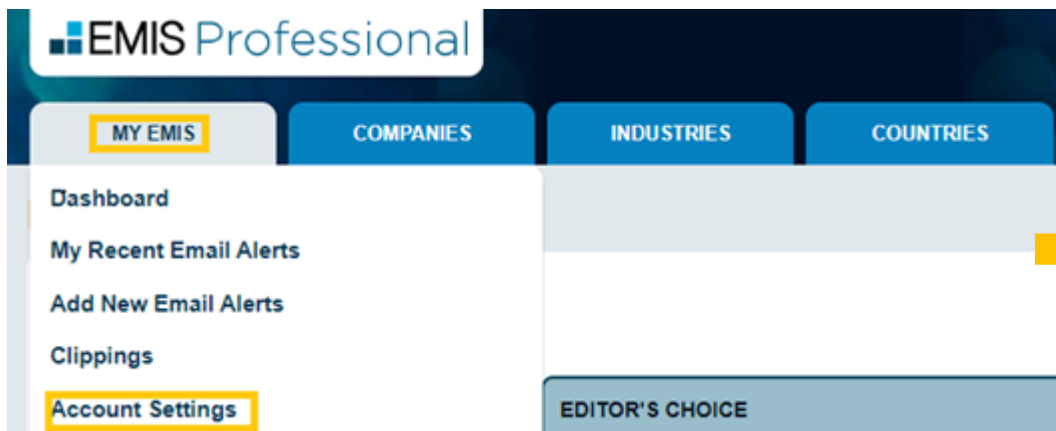 EMIS Professional
MY EMIS COMPANIES INDUSTRIES COUNTRIES
Dashboard
My Recent Email Alerts
Add New Email Alerts
Clippings
Account Settings
EDITOR'S CHOICE